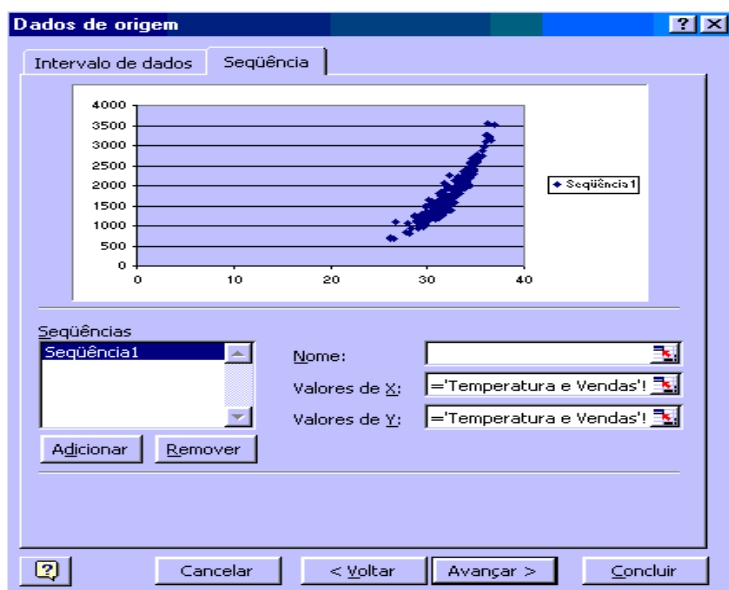 Dados de origem
Intervalo de dados
Seqüência
4000
3500
3000
2500
2000
1500
1000
500
0
0 10 20 30 40
Seqüência1
Seqüências
Seqüência1
Nome:
Valores de X: ='Temperatura e Vendas'!
Valores de Y: ='Temperatura e Vendas'!
Adicionar Remover
Cancelar < Voltar Avançar > Concluir